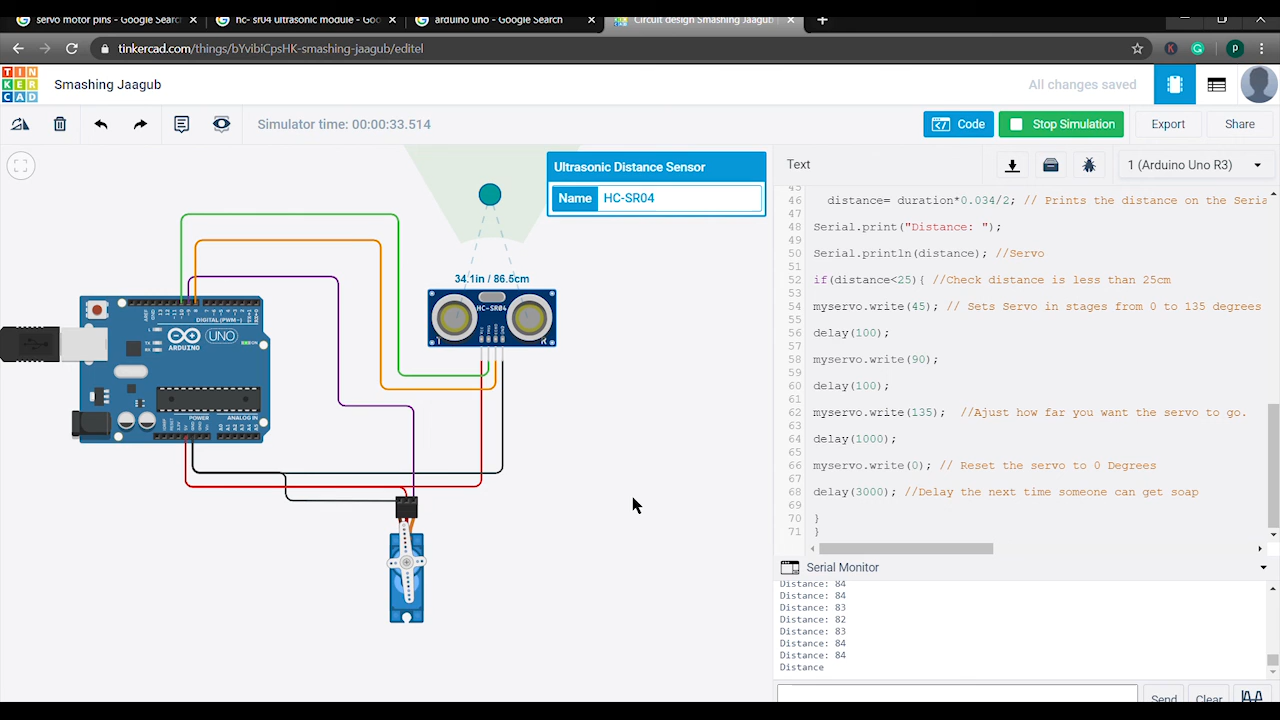 servo motor pins - Google Search
hc- sr04 ultrasonic module - Go
arduino uno - Google Search
Circuit design Smashing Jaagub
tinkercad.com/things/bYvibiCpsHK-smashing-jaagub/editel
K
G
P
TIN
KER
CAD
Smashing Jaagub
All changes saved
Simulator time: 00:00:33.514
Code
Stop Simulation
Export
Share
Ultrasonic Distance Sensor
Name HC-SR04
34.1in / 86.5cm
HC-SR04
T
R
DIGITAL (PWM~)
UNO
ARDUINO
POWER
ANALOG IN
Text
1 (Arduino Uno R3)
45
46 distance= duration*0.034/2; // Prints the distance on the Seria
47
48 Serial.print("Distance: ");
49
50 Serial.println(distance); //Servo
51
52 if(distance<25){ //Check distance is less than 25cm
53
54 myservo.write(45); // Sets Servo in stages from 0 to 135 degrees
55
56 delay(100);
57
58 myservo.write(90);
59
60 delay(100);
61
62 myservo.write(135); //Ajust how far you want the servo to go.
63
64 delay(1000);
65
66 myservo.write(0); // Reset the servo to 0 Degrees
67
68 delay(3000); //Delay the next time someone can get soap
69
70 }
71 }
Serial Monitor
Distance: 84
Distance: 84
Distance: 83
Distance: 82
Distance: 83
Distance: 84
Distance: 84
Distance
Send
Clear